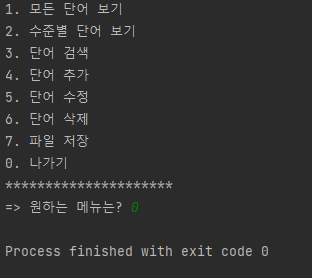 1. 모든 단어 보기
2. 수준별 단어 보기
3. 단어 검색
4. 단어 추가
5. 단어 수정
6. 단어 삭제
7. 파일 저장
0. 나가기
*********************
=> 원하는 메뉴는? 0
Process finished with exit code 0